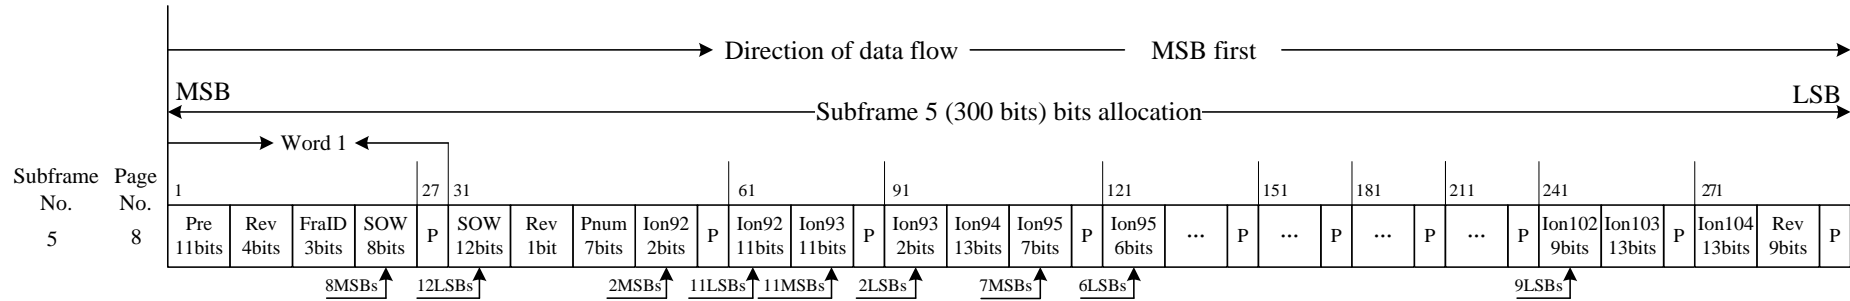 Direction of data flow MSB first
MSB LSB
Subframe 5 (300 bits) bits allocation
Word 1
Subframe No. Page No.
1 27 31 61 91 121 151 181 211 241 271
5 8
Pre 11bits
Rev 4bits
FraID 3bits
SOW 8bits
P
SOW 12bits
Rev 1bit
Pnum 7bits
Ion92 2bits
P
Ion92 11bits
Ion93 11bits
P
Ion93 2bits
Ion94 13bits
Ion95 7bits
P
Ion95 6bits
...
P
...
P
...
P
...
P
Ion102 9bits
Ion103 13bits
P
Ion104 13bits
Rev 9bits
P
8MSBs 12LSBs 2MSBs 11LSBs 11MSBs 2LSBs 7MSBs 6LSBs 9LSBs